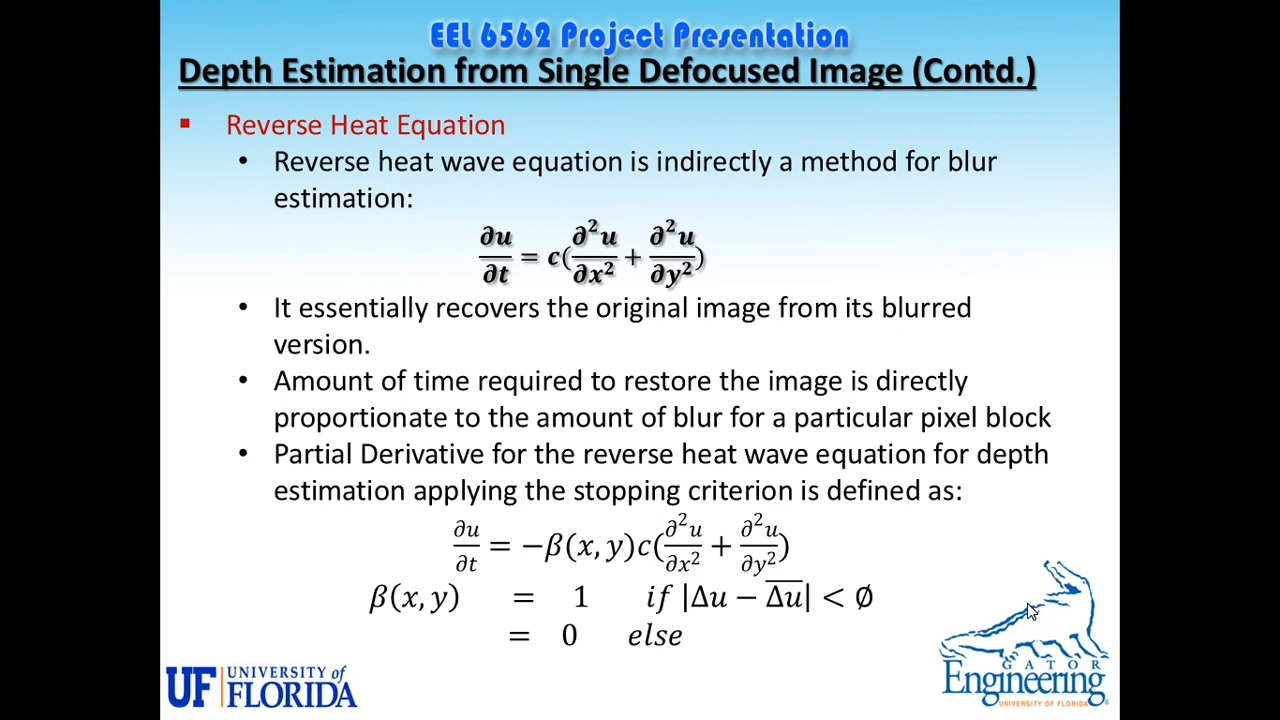 EEL 6562 Project Presentation
Depth Estimation from Single Defocused Image (Contd.)
▪ Reverse Heat Equation
• Reverse heat wave equation is indirectly a method for blur
estimation:
∂u/∂t = c(∂²u/∂x² + ∂²u/∂y²)
• It essentially recovers the original image from its blurred
version.
• Amount of time required to restore the image is directly
proportionate to the amount of blur for a particular pixel block
• Partial Derivative for the reverse heat wave equation for depth
estimation applying the stopping criterion is defined as:
∂u/∂t = −β(x, y)c(∂²u/∂x² + ∂²u/∂y²)
β(x, y) = 1 if |Δu − Δu̅| < ∅
= 0 else
UF UNIVERSITY of
FLORIDA
GATOR
Engineering
UNIVERSITY OF FLORIDA